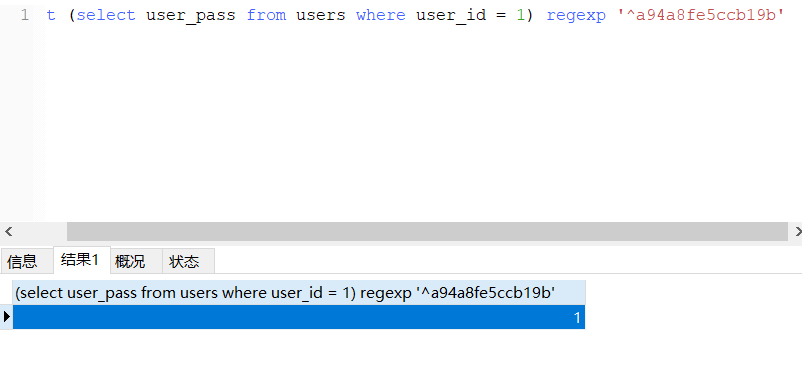 1 t (select user_pass from users where user_id = 1) regexp '^a94a8fe5ccb19b'
信息 结果1 概况 状态
(select user_pass from users where user_id = 1) regexp '^a94a8fe5ccb19b'
1